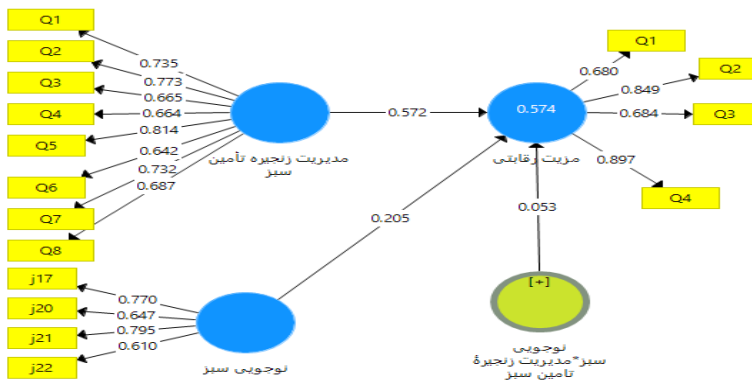 Q1
Q2
Q3
Q4
Q5
Q6
Q7
Q8
0.735
0.773
0.665
0.664
0.814
0.642
0.732
0.687
مدیریت زنجیره تأمین
سبز
0.572
0.574
مزیت رقابتی
0.680
0.849
0.684
0.897
Q1
Q2
Q3
Q4
0.205
0.053
j17
j20
j21
j22
0.770
0.647
0.795
0.610
نوجویی سبز
[+]
نوجویی
سبز*مدیریت زنجیرۀ
تامین سبز